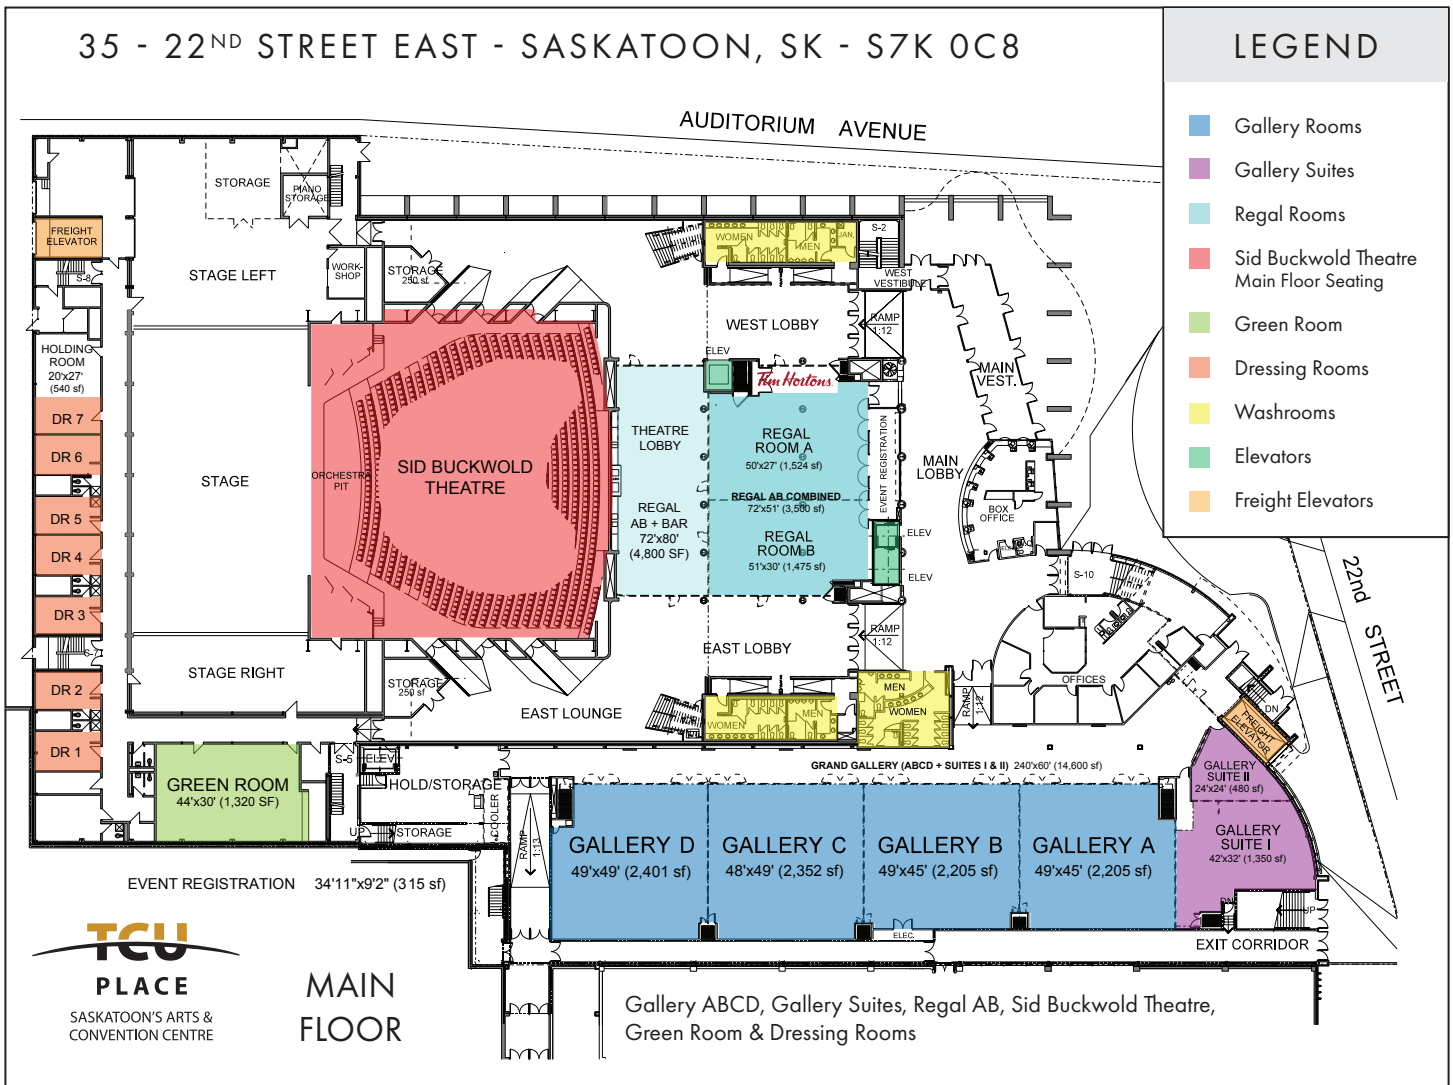 35 - 22ND STREET EAST - SASKATOON, SK - S7K 0C8
LEGEND
Gallery Rooms
Gallery Suites
Regal Rooms
Sid Buckwold Theatre
Main Floor Seating
Green Room
Dressing Rooms
Washrooms
Elevators
Freight Elevators
AUDITORIUM AVENUE
22nd STREET
STORAGE
PIANO
STORAGE
FREIGHT
ELEVATOR
S-8
STAGE LEFT
WORK-
SHOP
STORAGE
250 sf
WOMEN
MEN
JAN.
S-2
WEST
VESTIBULE
WEST LOBBY
RAMP
1:12
ELEV
Tim Hortons.
MAIN
VEST.
HOLDING
ROOM
20'x27'
(540 sf)
DR 7
DR 6
DR 5
DR 4
DR 3
S-7
DR 2
DR 1
STAGE
ORCHESTRA
PIT
SID BUCKWOLD
THEATRE
THEATRE
LOBBY
REGAL
AB + BAR
72'x80'
(4,800 SF)
REGAL
ROOM A
50'x27' (1,524 sf)
REGAL AB COMBINED
72'x51' (3,500 sf)
REGAL
ROOM B
51'x30' (1,475 sf)
EVENT REGISTRATION
MAIN
LOBBY
BOX
OFFICE
ELEV
ELEV
S-10
STAGE RIGHT
STORAGE
250 sf
EAST LOUNGE
EAST LOBBY
RAMP
1:12
WOMEN
MEN
MEN
WOMEN
RAMP
1:12
OFFICES
DN
FREIGHT
ELEVATOR
GREEN ROOM
44'x30' (1,320 SF)
S-5
ELEV
HOLD/STORAGE
COOLER
UP
STORAGE
RAMP
1:13
GRAND GALLERY (ABCD + SUITES I & II) 240'x60' (14,600 sf)
GALLERY D
49'x49' (2,401 sf)
GALLERY C
48'x49' (2,352 sf)
GALLERY B
49'x45' (2,205 sf)
GALLERY A
49'x45' (2,205 sf)
GALLERY
SUITE II
24'x24' (480 sf)
GALLERY
SUITE I
42'x32' (1,350 sf)
DN
UP
ELEC.
EXIT CORRIDOR
EVENT REGISTRATION 34'11"x9'2" (315 sf)
TCU
PLACE
SASKATOON'S ARTS &
CONVENTION CENTRE
MAIN
FLOOR
Gallery ABCD, Gallery Suites, Regal AB, Sid Buckwold Theatre,
Green Room & Dressing Rooms